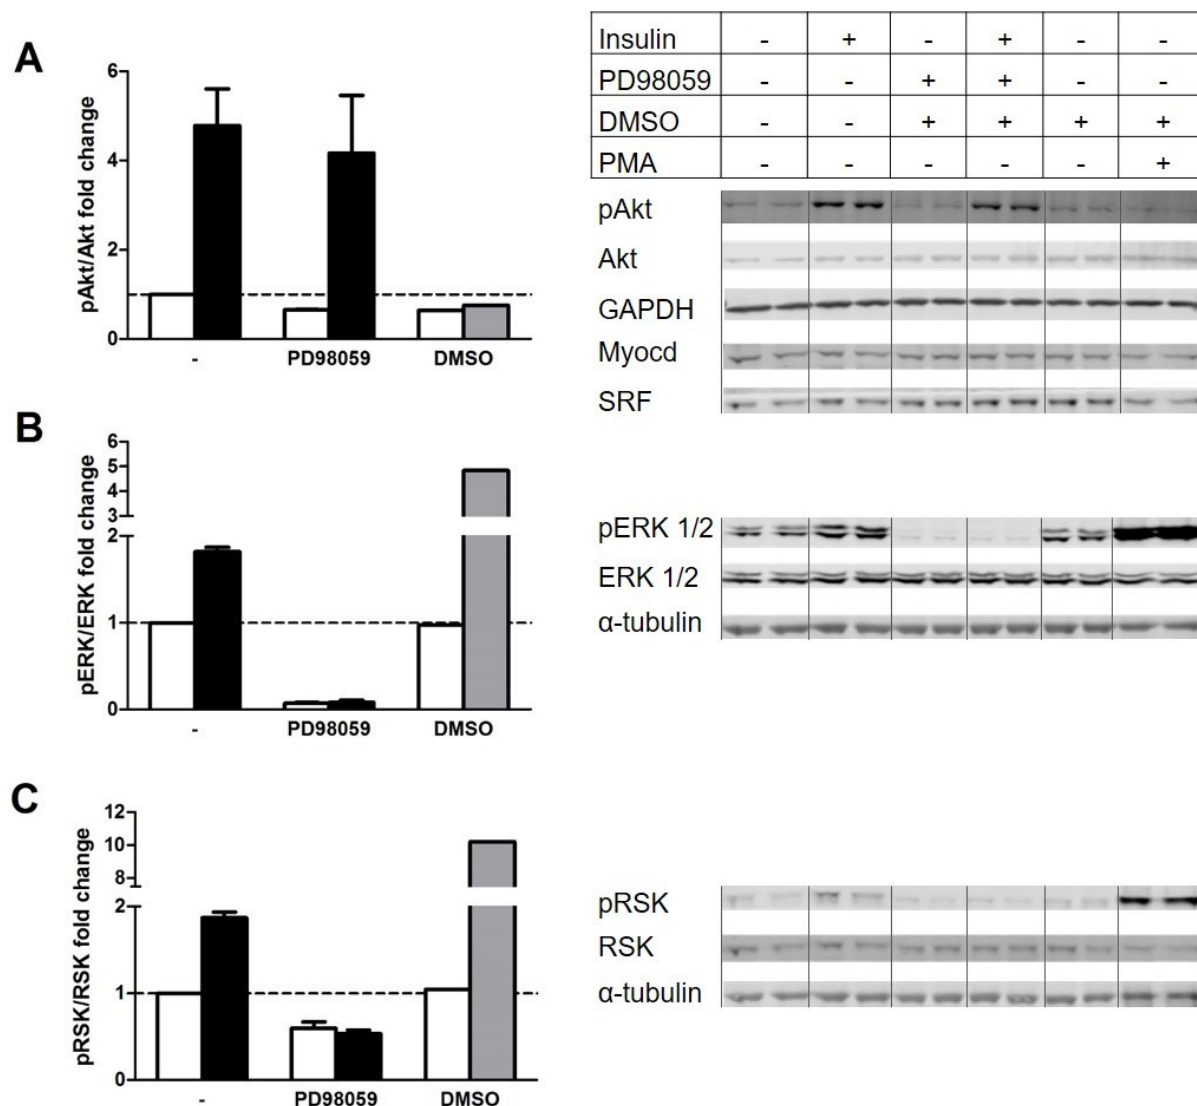 A
pAkt/Akt fold change
6
4
2
0
-
PD98059
DMSO
B
pERK/ERK fold change
6
5
4
3
2
1
0
-
PD98059
DMSO
C
pRSK/RSK fold change
12
10
8
2
1
0
-
PD98059
DMSO
Insulin - + - + - -
PD98059 - - + + - -
DMSO - - + + + +
PMA - - - - - +
pAkt
Akt
GAPDH
Myocd
SRF
pERK 1/2
ERK 1/2
α-tubulin
pRSK
RSK
α-tubulin